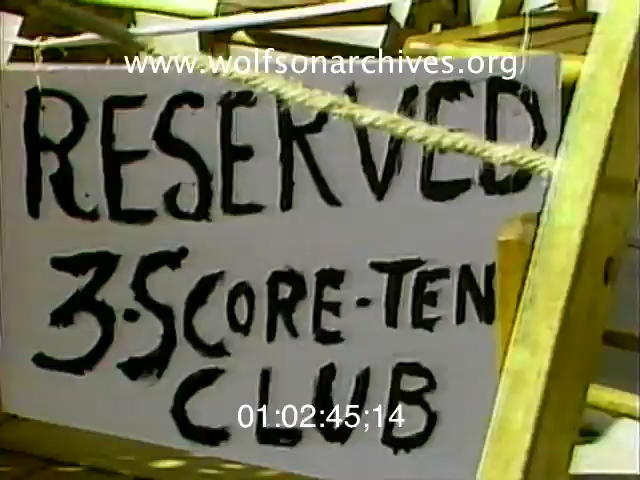 www.wolfsonarchives.org
RESERVED
3-SCORE-TEN
CLUB
01:02:45;14